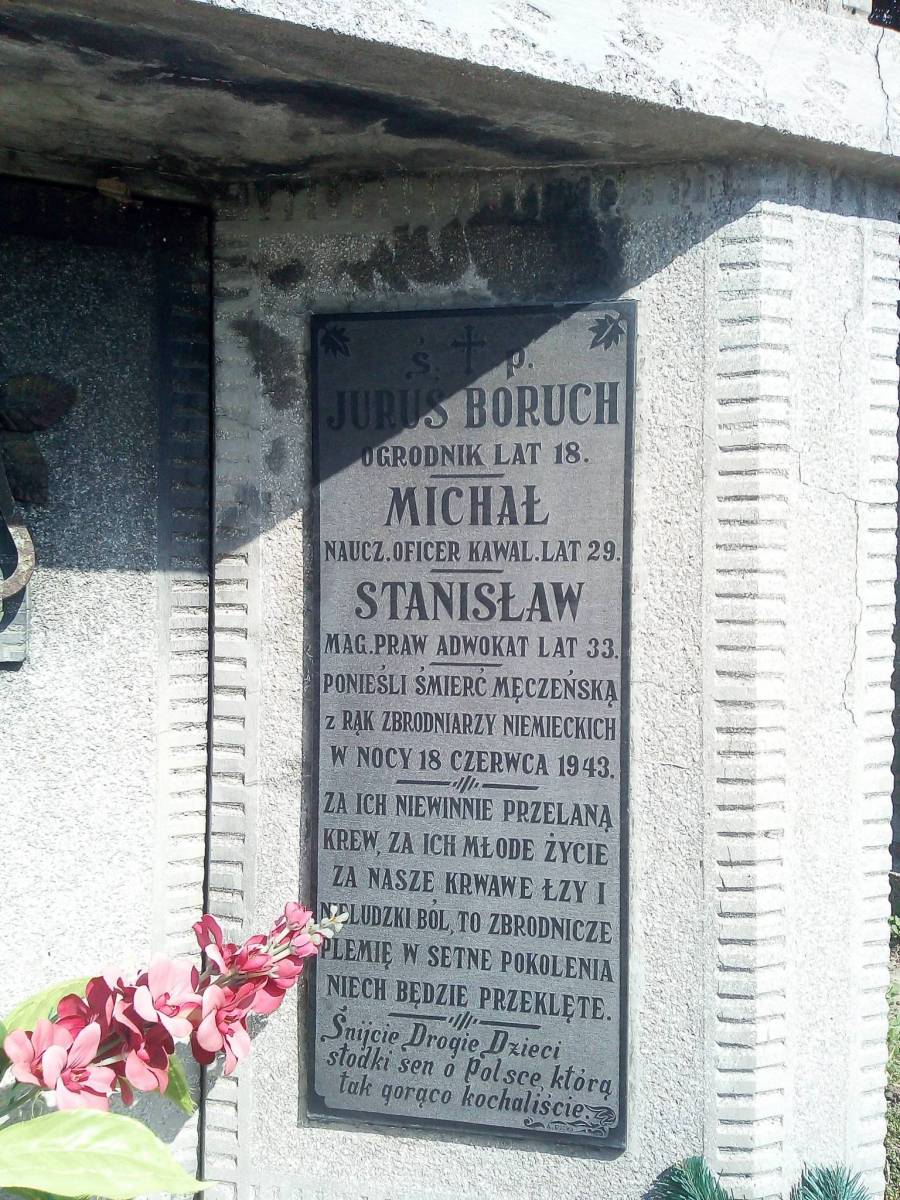 ś. p.
JURUŚ BORUCH
OGRODNIK LAT 18.
MICHAŁ
NAUCZ. OFICER KAWAL. LAT 29.
STANISŁAW
MAG. PRAW ADWOKAT LAT 33.
PONIEŚLI ŚMIERĆ MĘCZEŃSKĄ
z RĄK ZBRODNIARZY NIEMIECKICH
W NOCY 18 CZERWCA 1943.
ZA ICH NIEWINNIE PRZELANĄ
KREW, ZA ICH MŁODE ŻYCIE
ZA NASZE KRWAWE ŁZY I
NIELUDZKI BÓL, TO ZBRODNICZE
PLEMIĘ W SETNE POKOLENIA
NIECH BĘDZIE PRZEKLĘTE.
Śnijcie Drogie Dzieci
słodki sen o Polsce, którą
tak gorąco kochaliście.